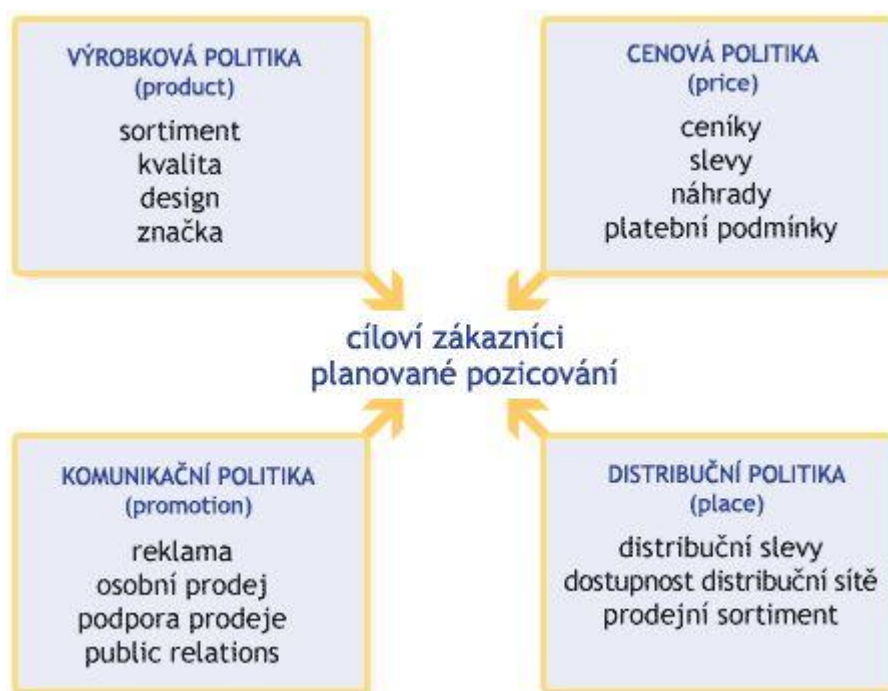 VÝROBKOVÁ POLITIKA
(product)
sortiment
kvalita
design
značka
CENOVÁ POLITIKA
(price)
ceníky
slevy
náhrady
platební podmínky
cíloví zákazníci
planované pozicování
KOMUNIKAČNÍ POLITIKA
(promotion)
reklama
osobní prodej
podpora prodeje
public relations
DISTRIBUČNÍ POLITIKA
(place)
distribuční slevy
dostupnost distribuční sítě
prodejní sortiment